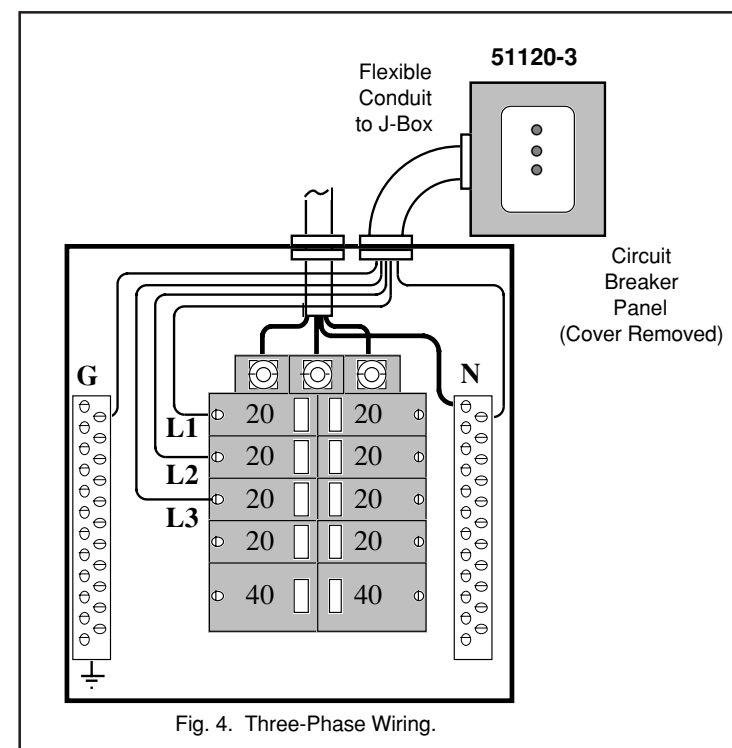 51120-3
Flexible
Conduit
to J-Box
Circuit
Breaker
Panel
(Cover Removed)
G
N
L1
20 20
L2
20 20
L3
20 20
20 20
40 40
Fig. 4. Three-Phase Wiring.